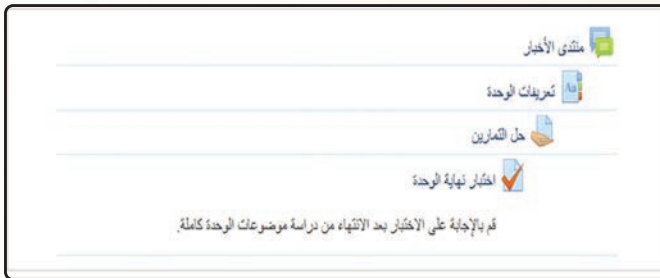 منتدى الأخبار
تعريفات الوحدة
حل التمارين
اختبار نهاية الوحدة
قم بالإجابة على الاختبار بعد الانتهاء من دراسة موضوعات الوحدة كاملة.